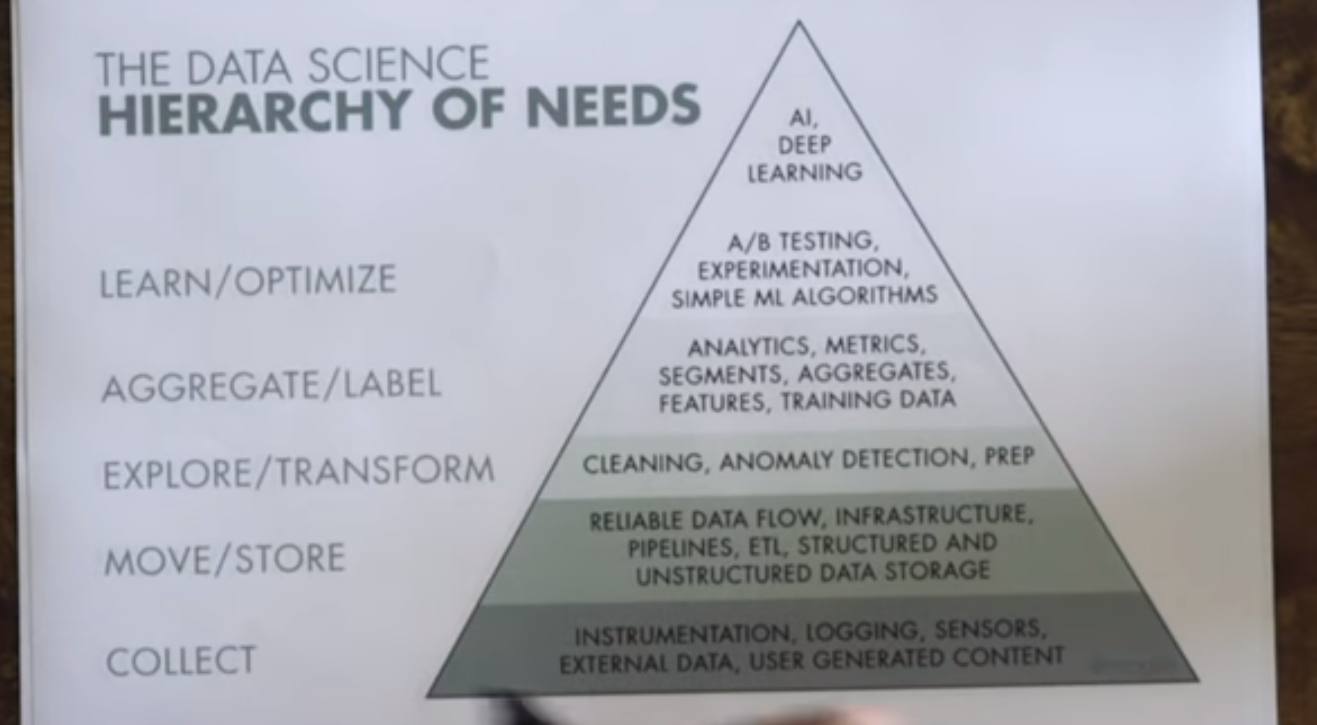 THE DATA SCIENCE
HIERARCHY OF NEEDS
AI,
DEEP
LEARNING
LEARN/OPTIMIZE
A/B TESTING,
EXPERIMENTATION,
SIMPLE ML ALGORITHMS
AGGREGATE/LABEL
ANALYTICS, METRICS,
SEGMENTS, AGGREGATES,
FEATURES, TRAINING DATA
EXPLORE/TRANSFORM
CLEANING, ANOMALY DETECTION, PREP
MOVE/STORE
RELIABLE DATA FLOW, INFRASTRUCTURE,
PIPELINES, ETL, STRUCTURED AND
UNSTRUCTURED DATA STORAGE
COLLECT
INSTRUMENTATION, LOGGING, SENSORS,
EXTERNAL DATA, USER GENERATED CONTENT